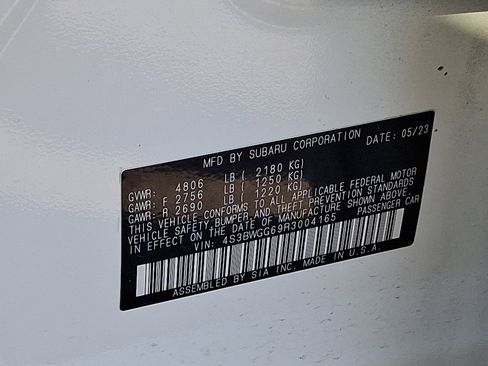 MFD BY SUBARU CORPORATION DATE: 05/23
GVWR: 4806 LB ( 2180 KG)
GAWR: F 2756 LB ( 1250 KG)
GAWR: R 2690 LB ( 1220 KG)
THIS VEHICLE CONFORMS TO ALL APPLICABLE FEDERAL MOTOR
VEHICLE SAFETY BUMPER AND THEFT PREVENTION STANDARDS
IN EFFECT ON THE DATE OF MANUFACTURE SHOWN ABOVE.
VIN: 4S3BWGG69R3004165 PASSENGER CAR
ASSEMBLED BY SIA INC. MADE IN U.S.A.